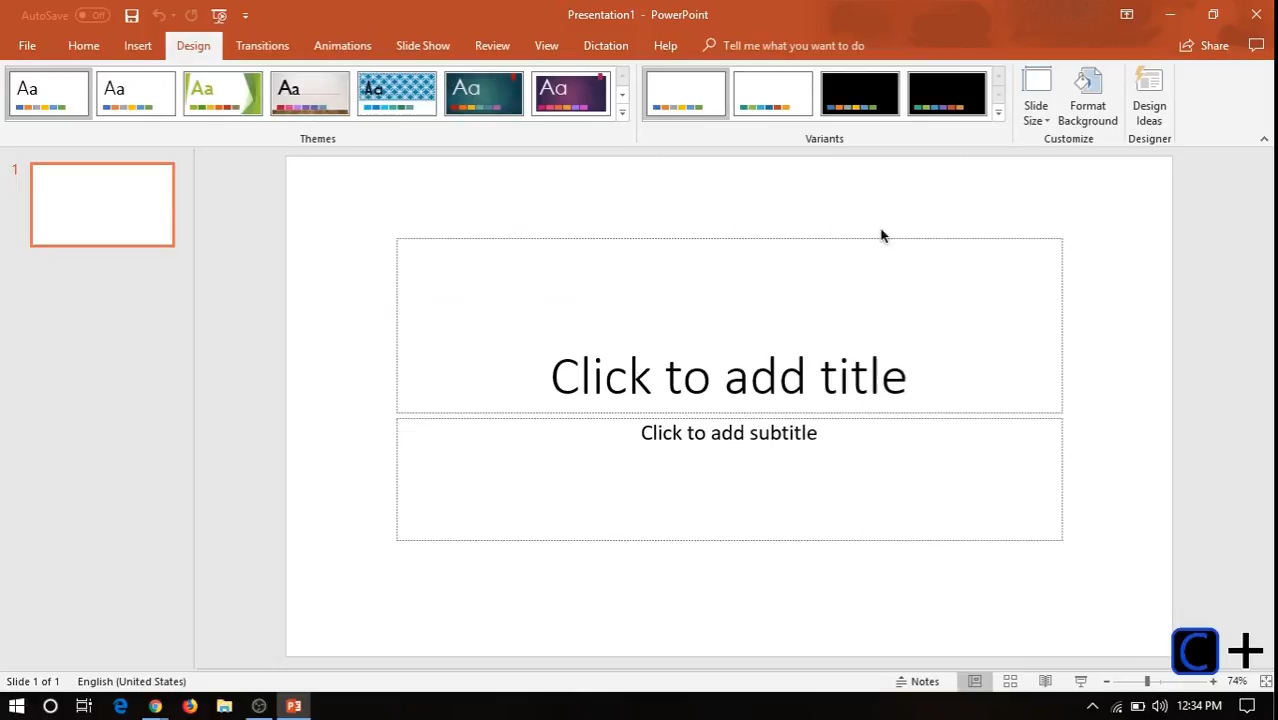 AutoSave Off
Presentation1 - PowerPoint
File Home Insert Design Transitions Animations Slide Show Review View Dictation Help Tell me what you want to do Share
Aa Aa Aa Aa Aa Aa Aa
Slide Size
Format Background
Design Ideas
Themes Variants Customize Designer
1
Click to add title
Click to add subtitle
C+
Slide 1 of 1 English (United States) Notes 74%
12:34 PM